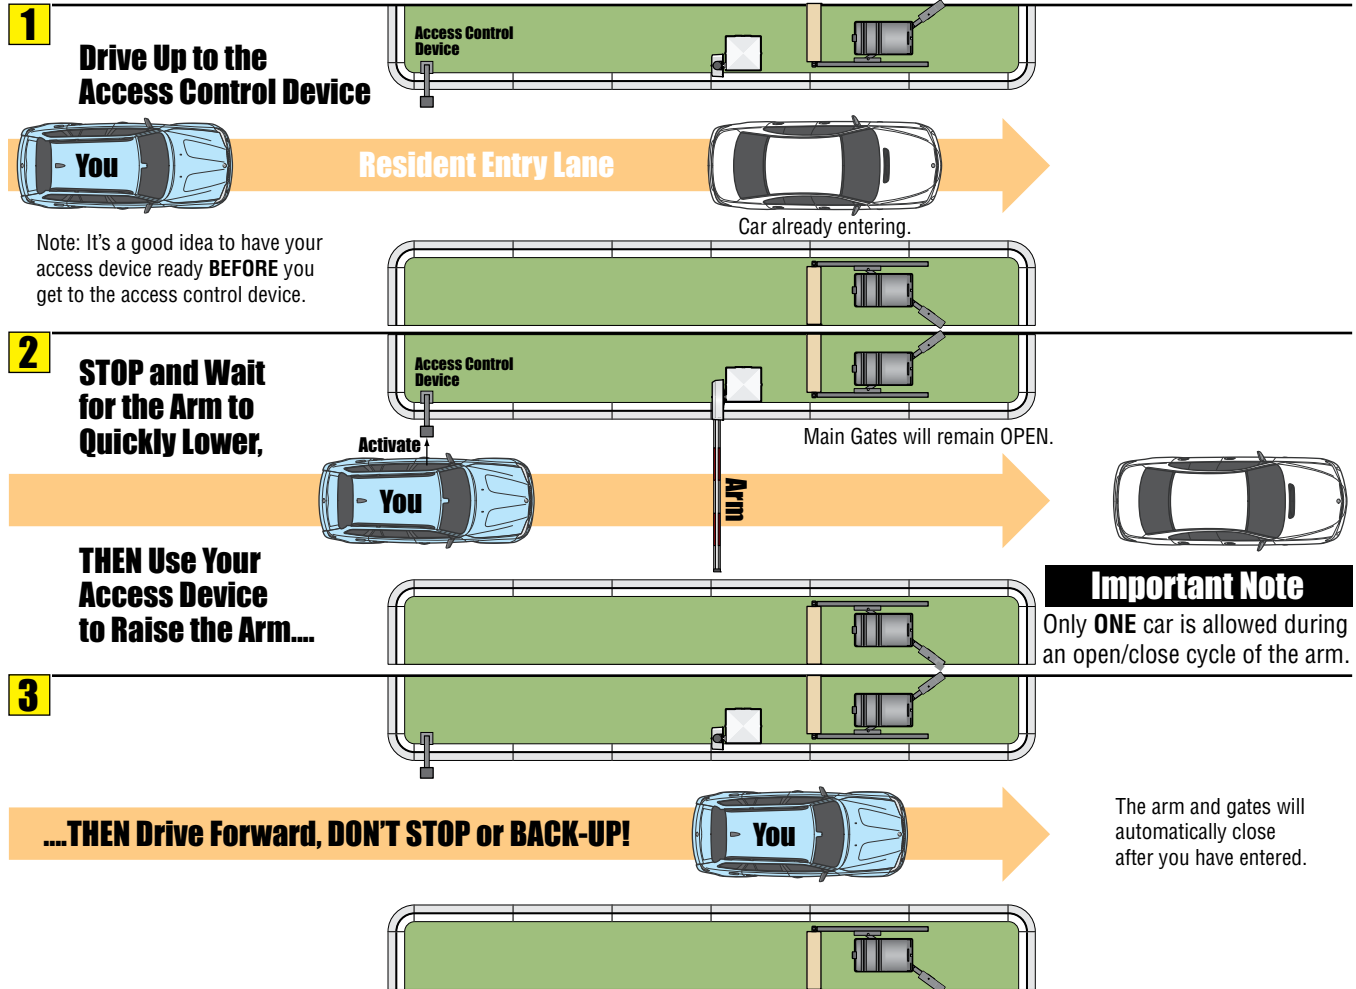 1
Drive Up to the
Access Control Device
Access Control
Device
You
Resident Entry Lane
Car already entering.
Note: It's a good idea to have your
access device ready BEFORE you
get to the access control device.
2
STOP and Wait
for the Arm to
Quickly Lower,
Access Control
Device
Activate
Main Gates will remain OPEN.
You
Arm
THEN Use Your
Access Device
to Raise the Arm....
Important Note
Only ONE car is allowed during
an open/close cycle of the arm.
3
....THEN Drive Forward, DON'T STOP or BACK-UP!
You
The arm and gates will
automatically close
after you have entered.